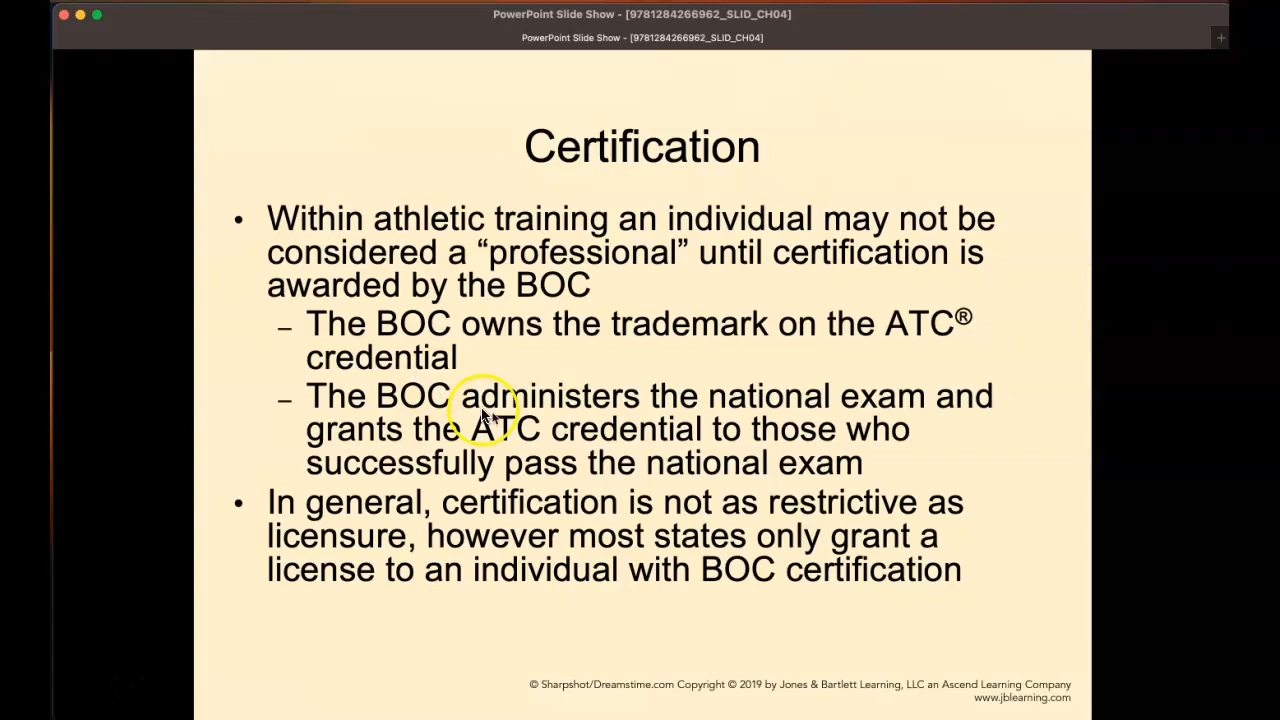 PowerPoint Slide Show - [9781284266962_SLID_CH04]
PowerPoint Slide Show - [9781284266962_SLID_CH04]
+
Certification
• Within athletic training an individual may not be
considered a “professional” until certification is
awarded by the BOC
– The BOC owns the trademark on the ATC®
credential
– The BOC administers the national exam and
grants the ATC credential to those who
successfully pass the national exam
• In general, certification is not as restrictive as
licensure, however most states only grant a
license to an individual with BOC certification
© Sharpshot/Dreamstime.com Copyright © 2019 by Jones & Bartlett Learning, LLC an Ascend Learning Company
www.jblearning.com